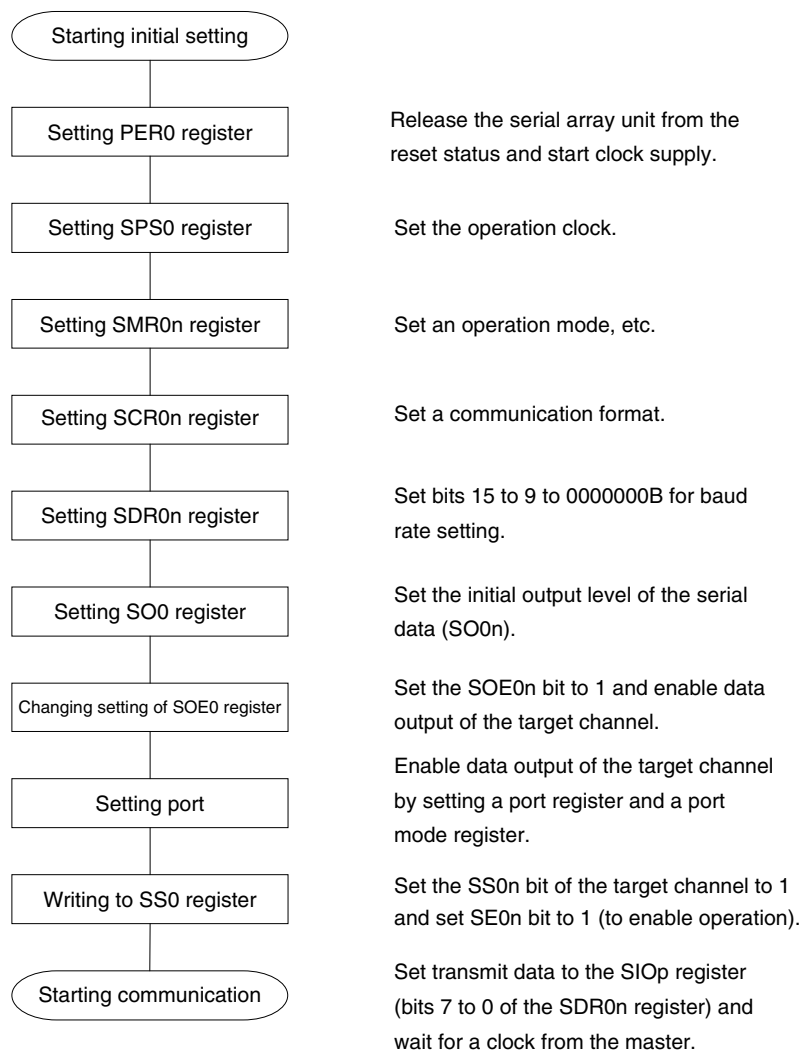 Starting initial setting
Setting PER0 register
Release the serial array unit from the
reset status and start clock supply.
Setting SPS0 register
Set the operation clock.
Setting SMR0n register
Set an operation mode, etc.
Setting SCR0n register
Set a communication format.
Setting SDR0n register
Set bits 15 to 9 to 0000000B for baud
rate setting.
Setting SO0 register
Set the initial output level of the serial
data (SO0n).
Changing setting of SOE0 register
Set the SOE0n bit to 1 and enable data
output of the target channel.
Setting port
Enable data output of the target channel
by setting a port register and a port
mode register.
Writing to SS0 register
Set the SS0n bit of the target channel to 1
and set SE0n bit to 1 (to enable operation).
Starting communication
Set transmit data to the SIOp register
(bits 7 to 0 of the SDR0n register) and
wait for a clock from the master.